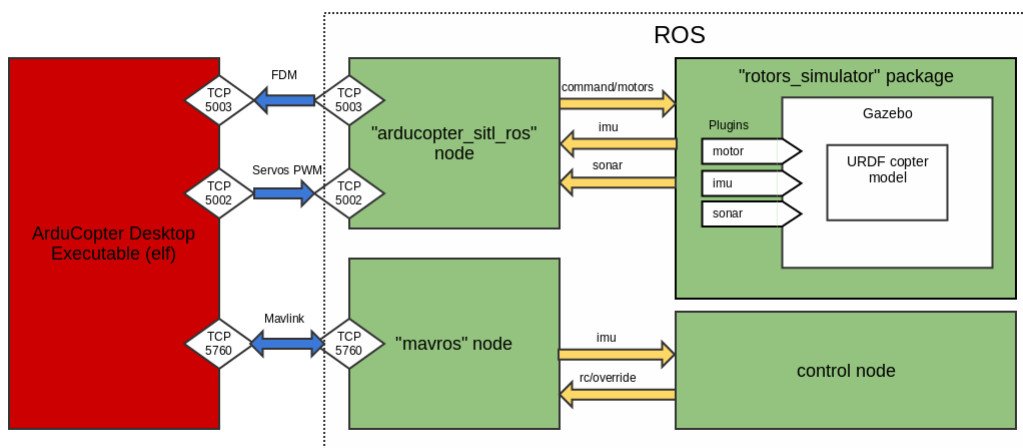 ROS
FDM
TCP
5003
TCP
5003
"arducopter_sitl_ros"
node
command/motors
imu
sonar
"rotors_simulator" package
Gazebo
Plugins
motor
imu
sonar
URDF copter
model
Servos PWM
TCP
5002
TCP
5002
ArduCopter Desktop
Executable (elf)
Mavlink
TCP
5760
TCP
5760
"mavros" node
imu
rc/override
control node